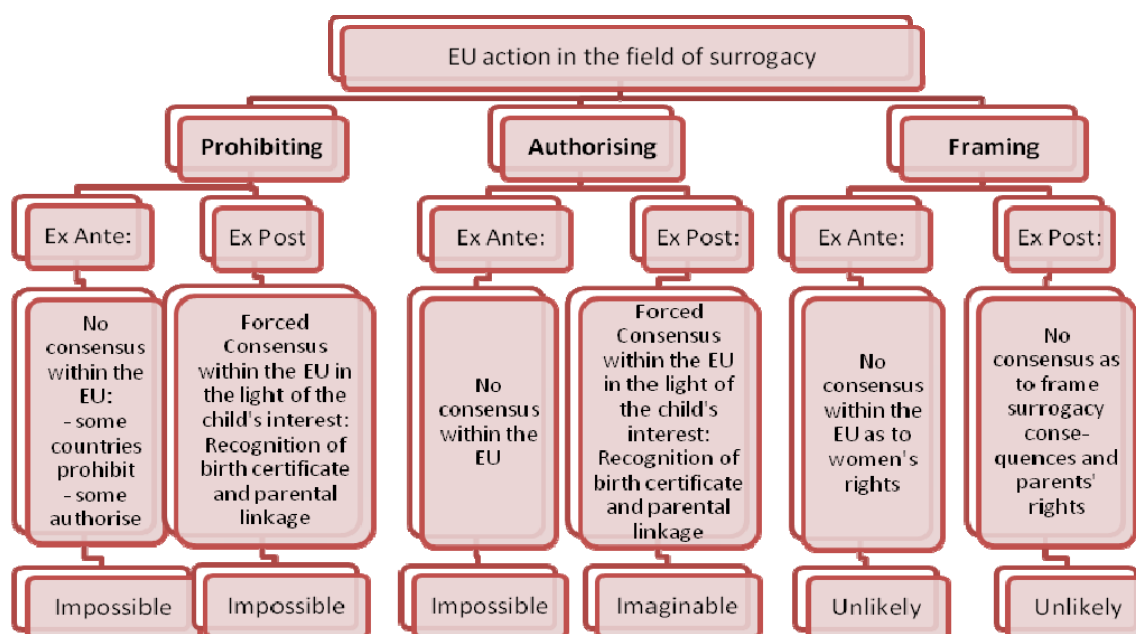 EU action in the field of surrogacy
Prohibiting
Authorising
Framing
Ex Ante:
Ex Post
Ex Ante:
Ex Post:
Ex Ante:
Ex Post:
No
consensus
within the
EU:
- some
countries
prohibit
- some
authorise
Forced
Consensus
within the EU in
the light of the
child's interest:
Recognition of
birth certificate
and parental
linkage
No
consensus
within the
EU
Forced
Consensus
within the EU
in the light of
the child's
interest:
Recognition of
birth certificate
and parental
linkage
No
consensus
within the
EU as to
women's
rights
No
consensus as
to frame
surrogacy
conse-
quences and
parents'
rights
Impossible
Impossible
Impossible
Imaginable
Unlikely
Unlikely